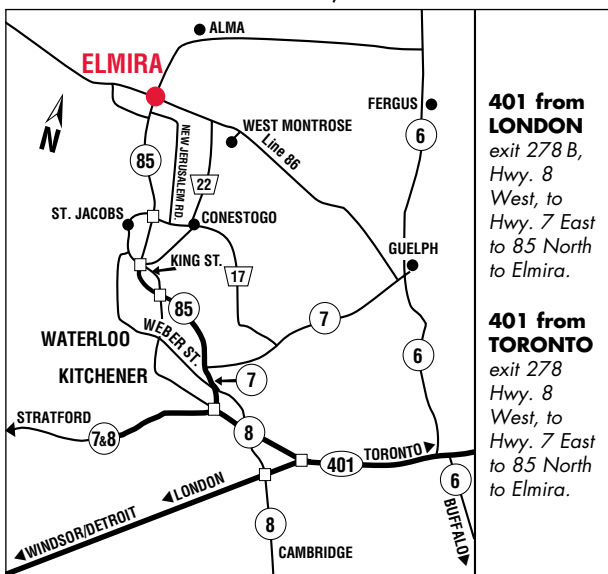 ALMA
ELMIRA
FERGUS
N
WEST MONTROSE
NEW JERUSALEM RD.
Line 86
6
85
22
ST. JACOBS
CONESTOGO
GUELPH
KING ST.
17
85
7
WATERLOO
WEBER ST.
6
KITCHENER
7
STRATFORD
7&8
8
TORONTO
401
LONDON
6
WINDSOR/DETROIT
8
BUFFALO
CAMBRIDGE
401 from
LONDON
exit 278 B,
Hwy. 8
West, to
Hwy. 7 East
to 85 North
to Elmira.
401 from
TORONTO
exit 278
Hwy. 8
West, to
Hwy. 7 East
to 85 North
to Elmira.